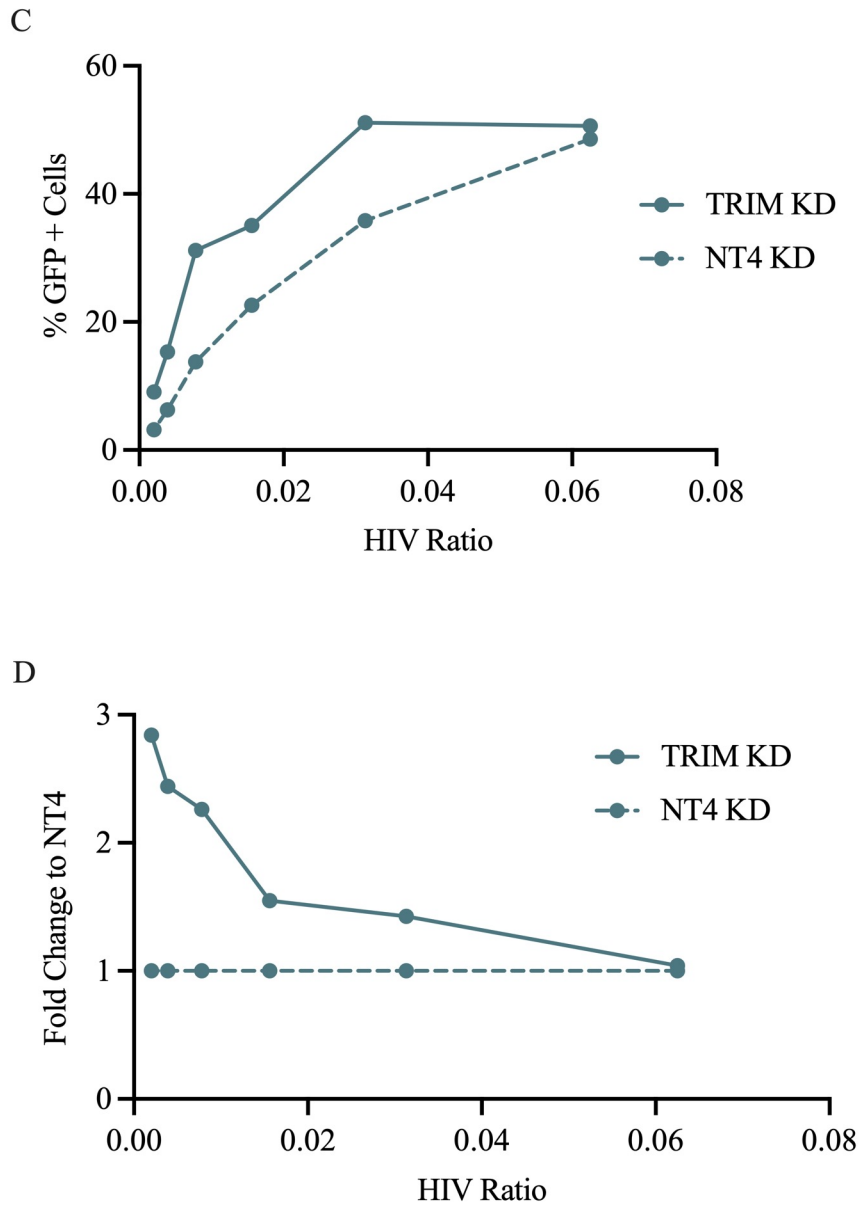 C
60
40
20
0
% GFP + Cells
0.00 0.02 0.04 0.06 0.08
HIV Ratio
TRIM KD
NT4 KD
D
3
2
1
0
Fold Change to NT4
0.00 0.02 0.04 0.06 0.08
HIV Ratio
TRIM KD
NT4 KD